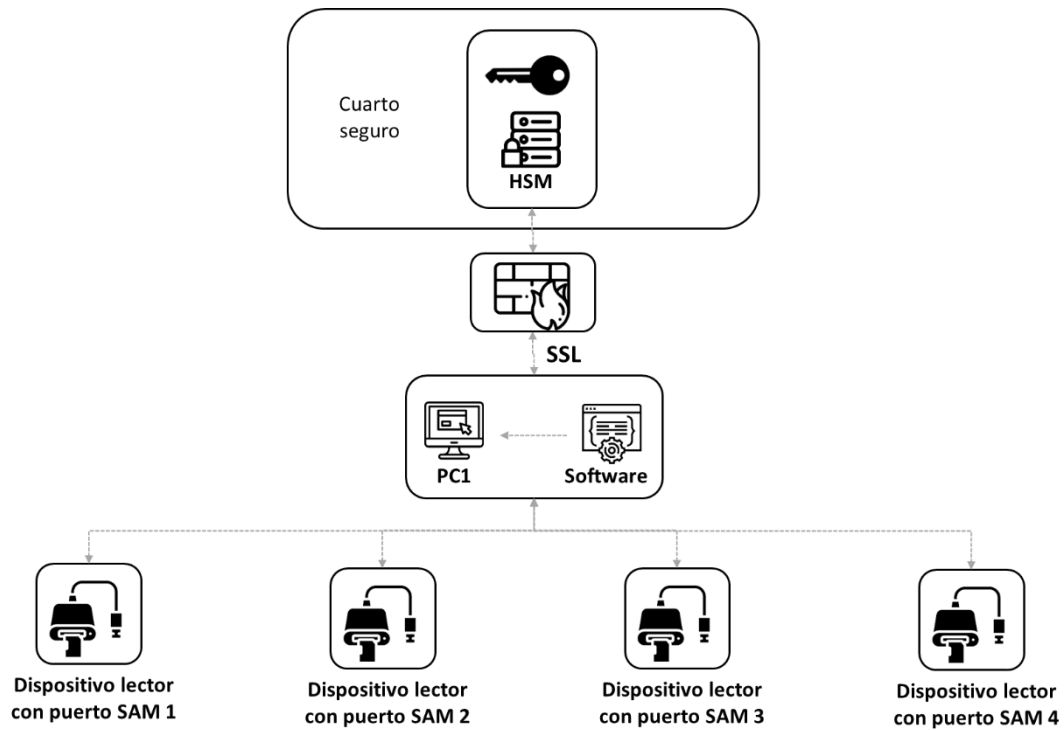 Cuarto
seguro
HSM
SSL
PC1
Software
Dispositivo lector
con puerto SAM 1
Dispositivo lector
con puerto SAM 2
Dispositivo lector
con puerto SAM 3
Dispositivo lector
con puerto SAM 4